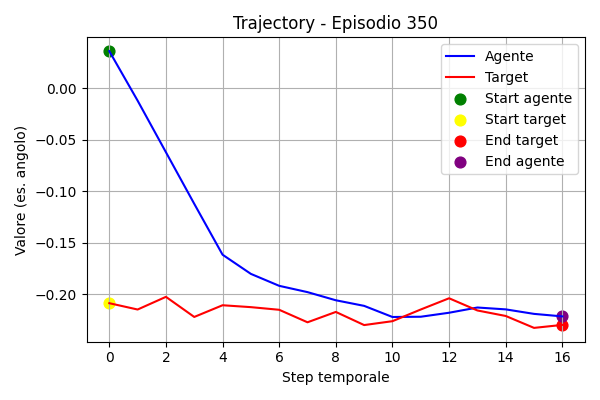 Trajectory - Episodio 350
Agente
Target
Start agente
Start target
End target
End agente
Valore (es. angolo)
0.00
−0.05
−0.10
−0.15
−0.20
0 2 4 6 8 10 12 14 16
Step temporale